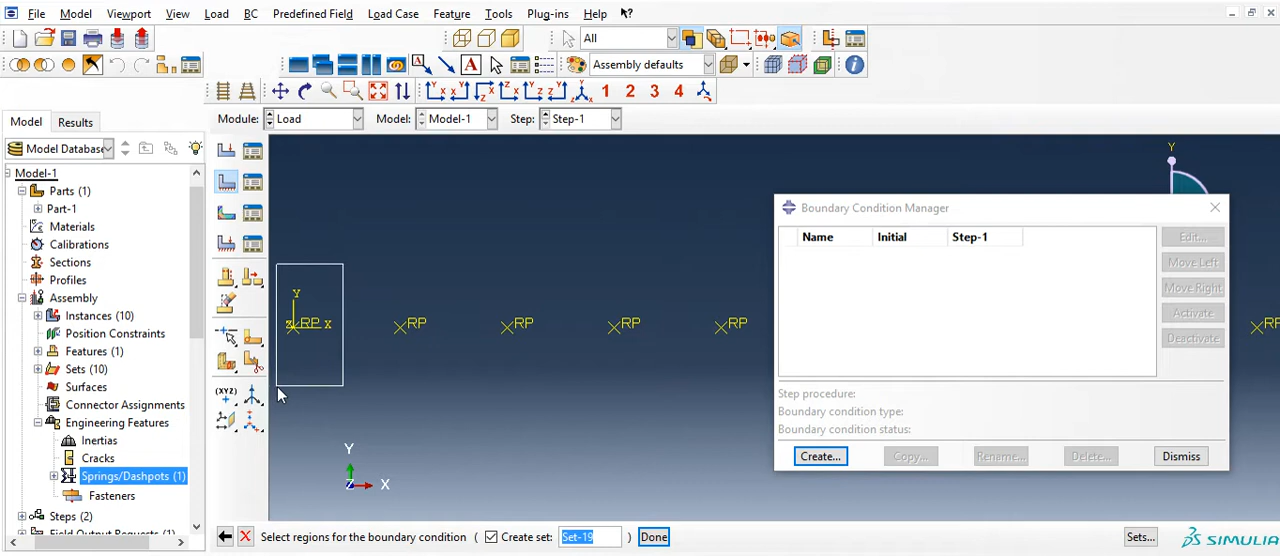 File Model Viewport View Load BC Predefined Field Load Case Feature Tools Plug-ins Help
All
Assembly defaults
1 2 3 4
Module: Load Model: Model-1 Step: Step-1
Model Results
Model Database
Model-1
Parts (1)
Part-1
Materials
Calibrations
Sections
Profiles
Assembly
Instances (10)
Position Constraints
Features (1)
Sets (10)
Surfaces
Connector Assignments
Engineering Features
Inertias
Cracks
Springs/Dashpots (1)
Fasteners
Steps (2)
Field Output Requests
(XYZ)
Y
Z RP X
RP
RP
RP
RP
RP
Y
Z X
Y
Boundary Condition Manager
Name Initial Step-1
Edit...
Move Left
Move Right
Activate
Deactivate
Step procedure:
Boundary condition type:
Boundary condition status:
Create... Copy... Rename... Delete... Dismiss
Select regions for the boundary condition ( Create set: Set-19 ) Done
Sets...
SIMULIA